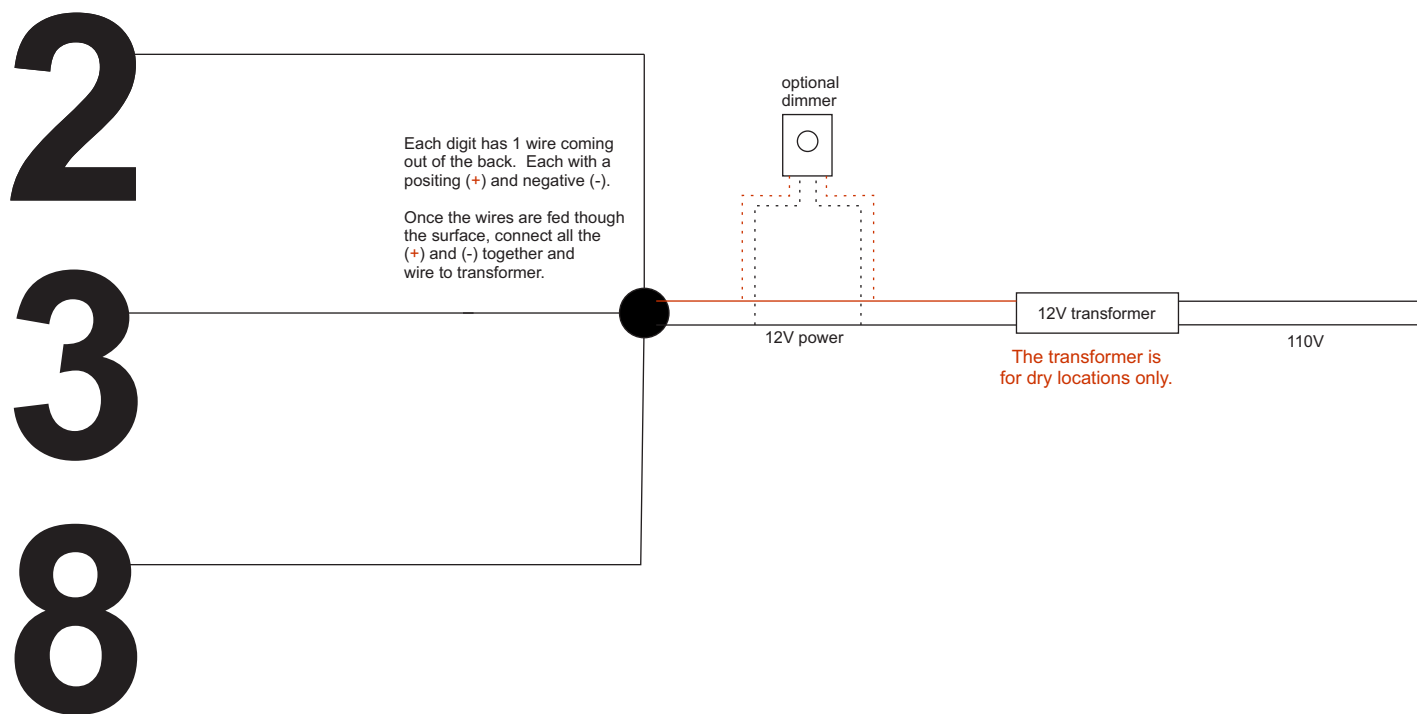 2
optional
dimmer
Each digit has 1 wire coming
out of the back.  Each with a
positing (+) and negative (-).
Once the wires are fed though
the surface, connect all the
(+) and (-) together and
wire to transformer.
3
12V transformer
12V power
110V
The transformer is
for dry locations only.
8